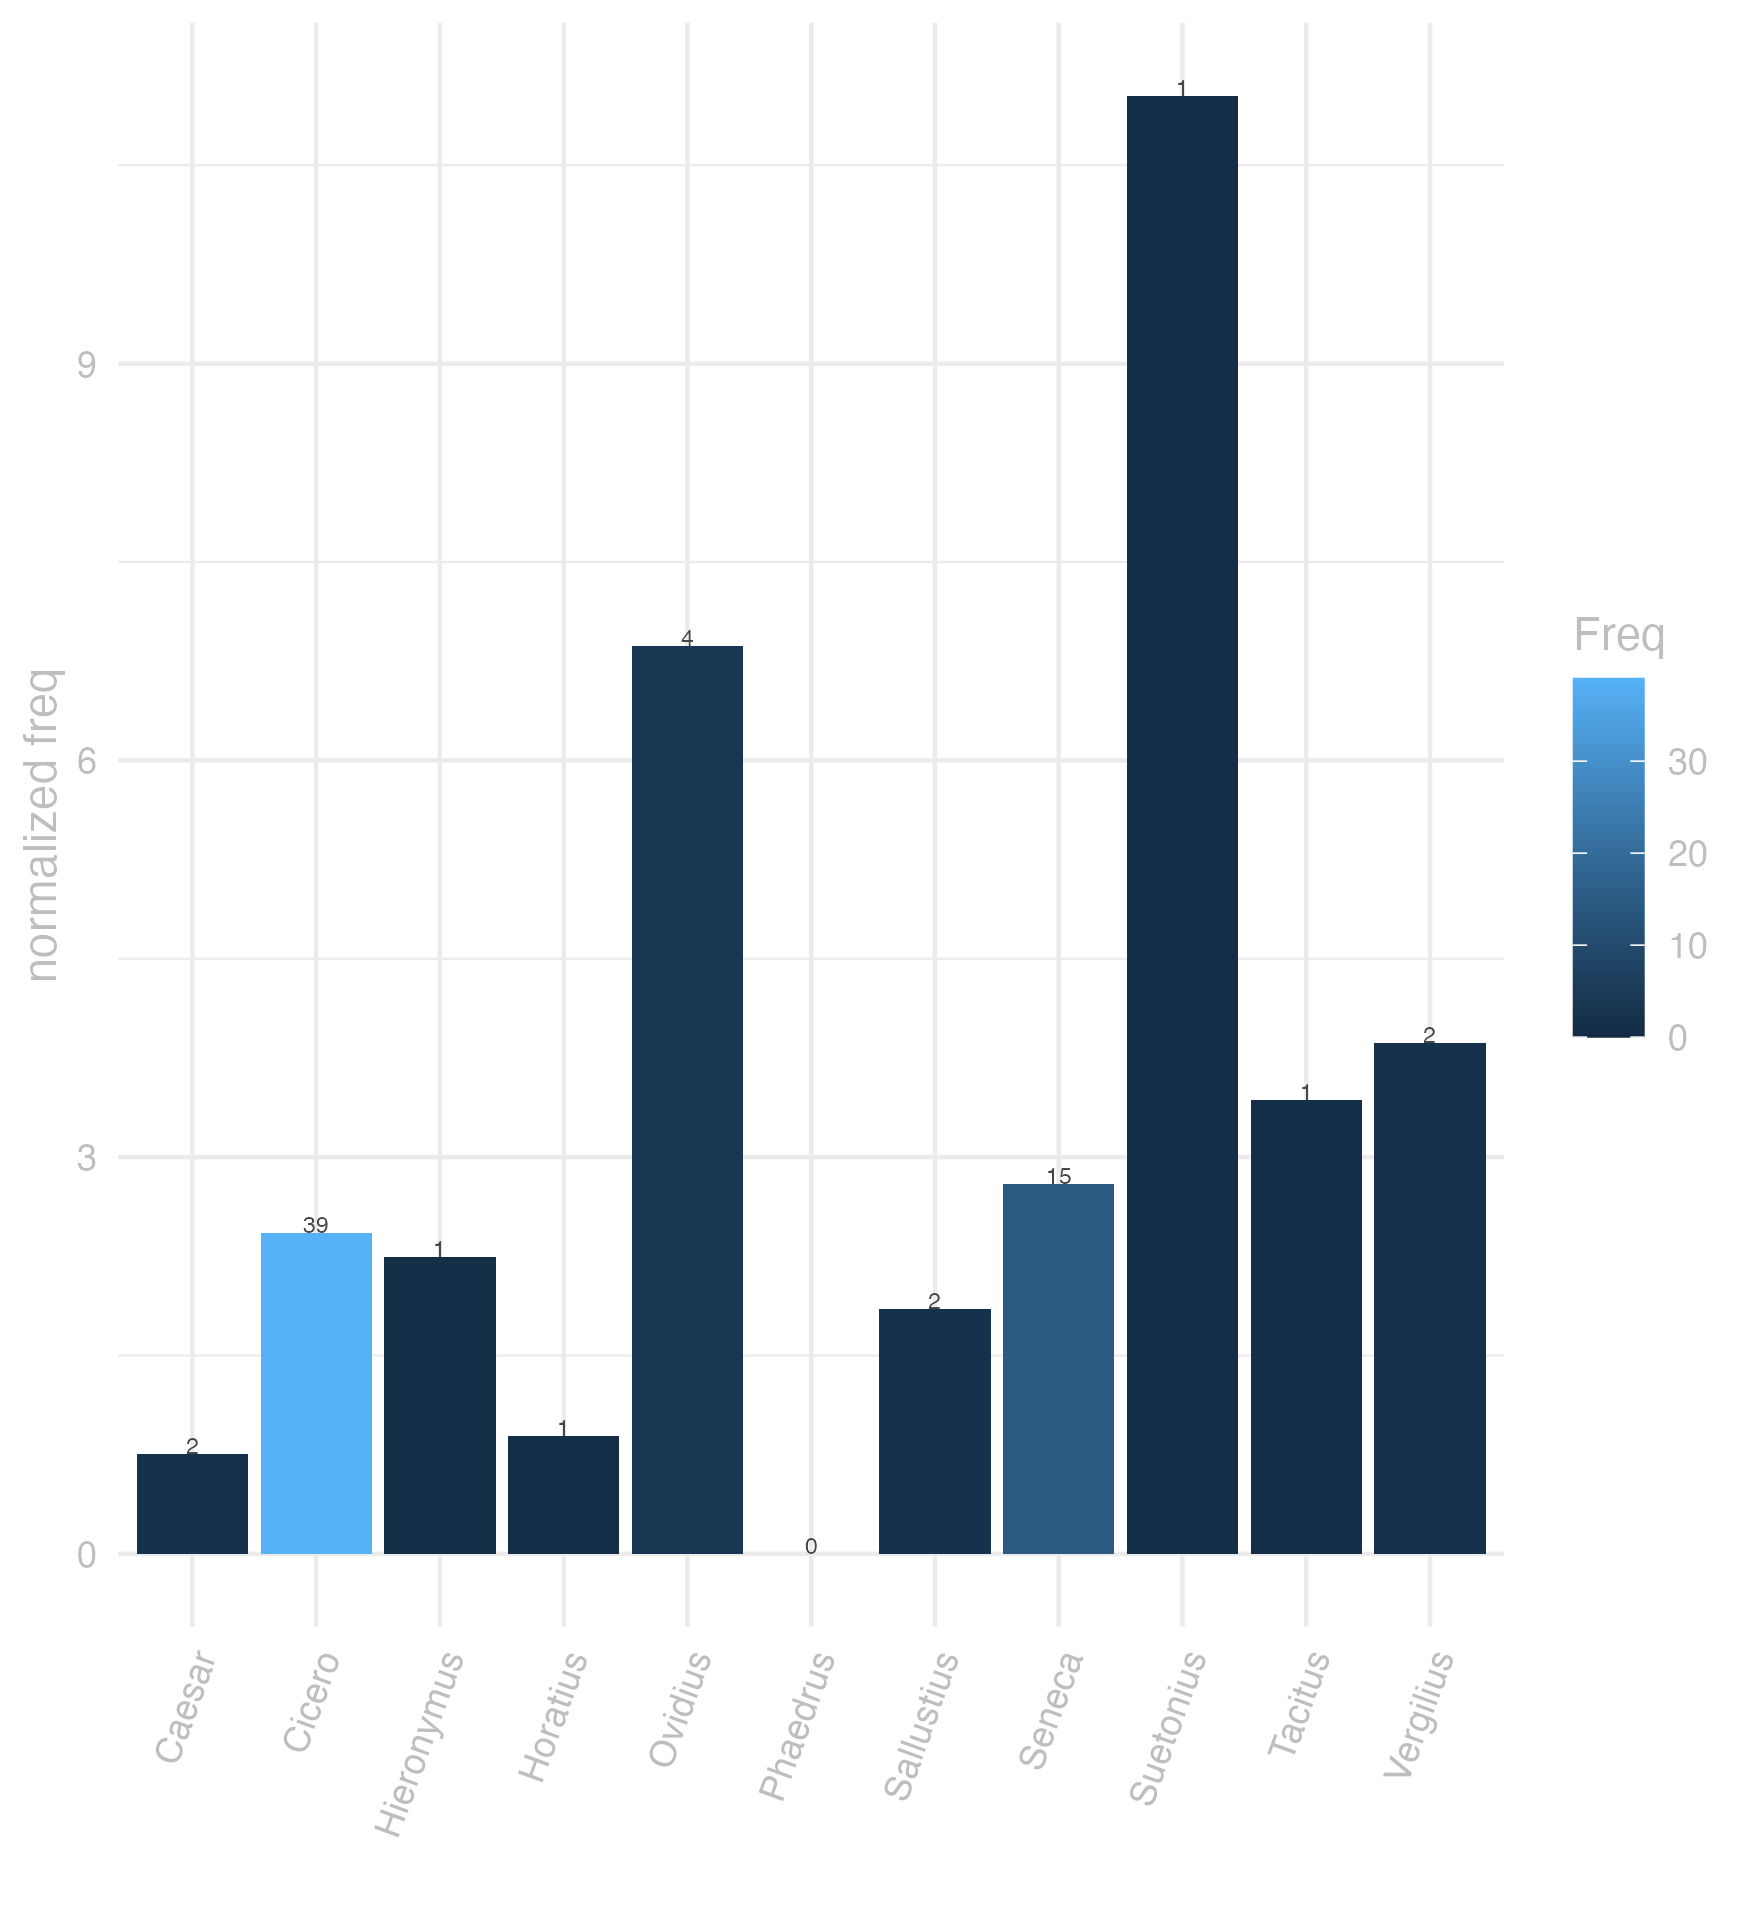 normalized freq
9
6
3
0
2
39
1
1
4
0
2
15
1
1
2
Caesar
Cicero
Hieronymus
Horatius
Ovidius
Phaedrus
Sallustius
Seneca
Suetonius
Tacitus
Vergilius
Freq
30
20
10
0